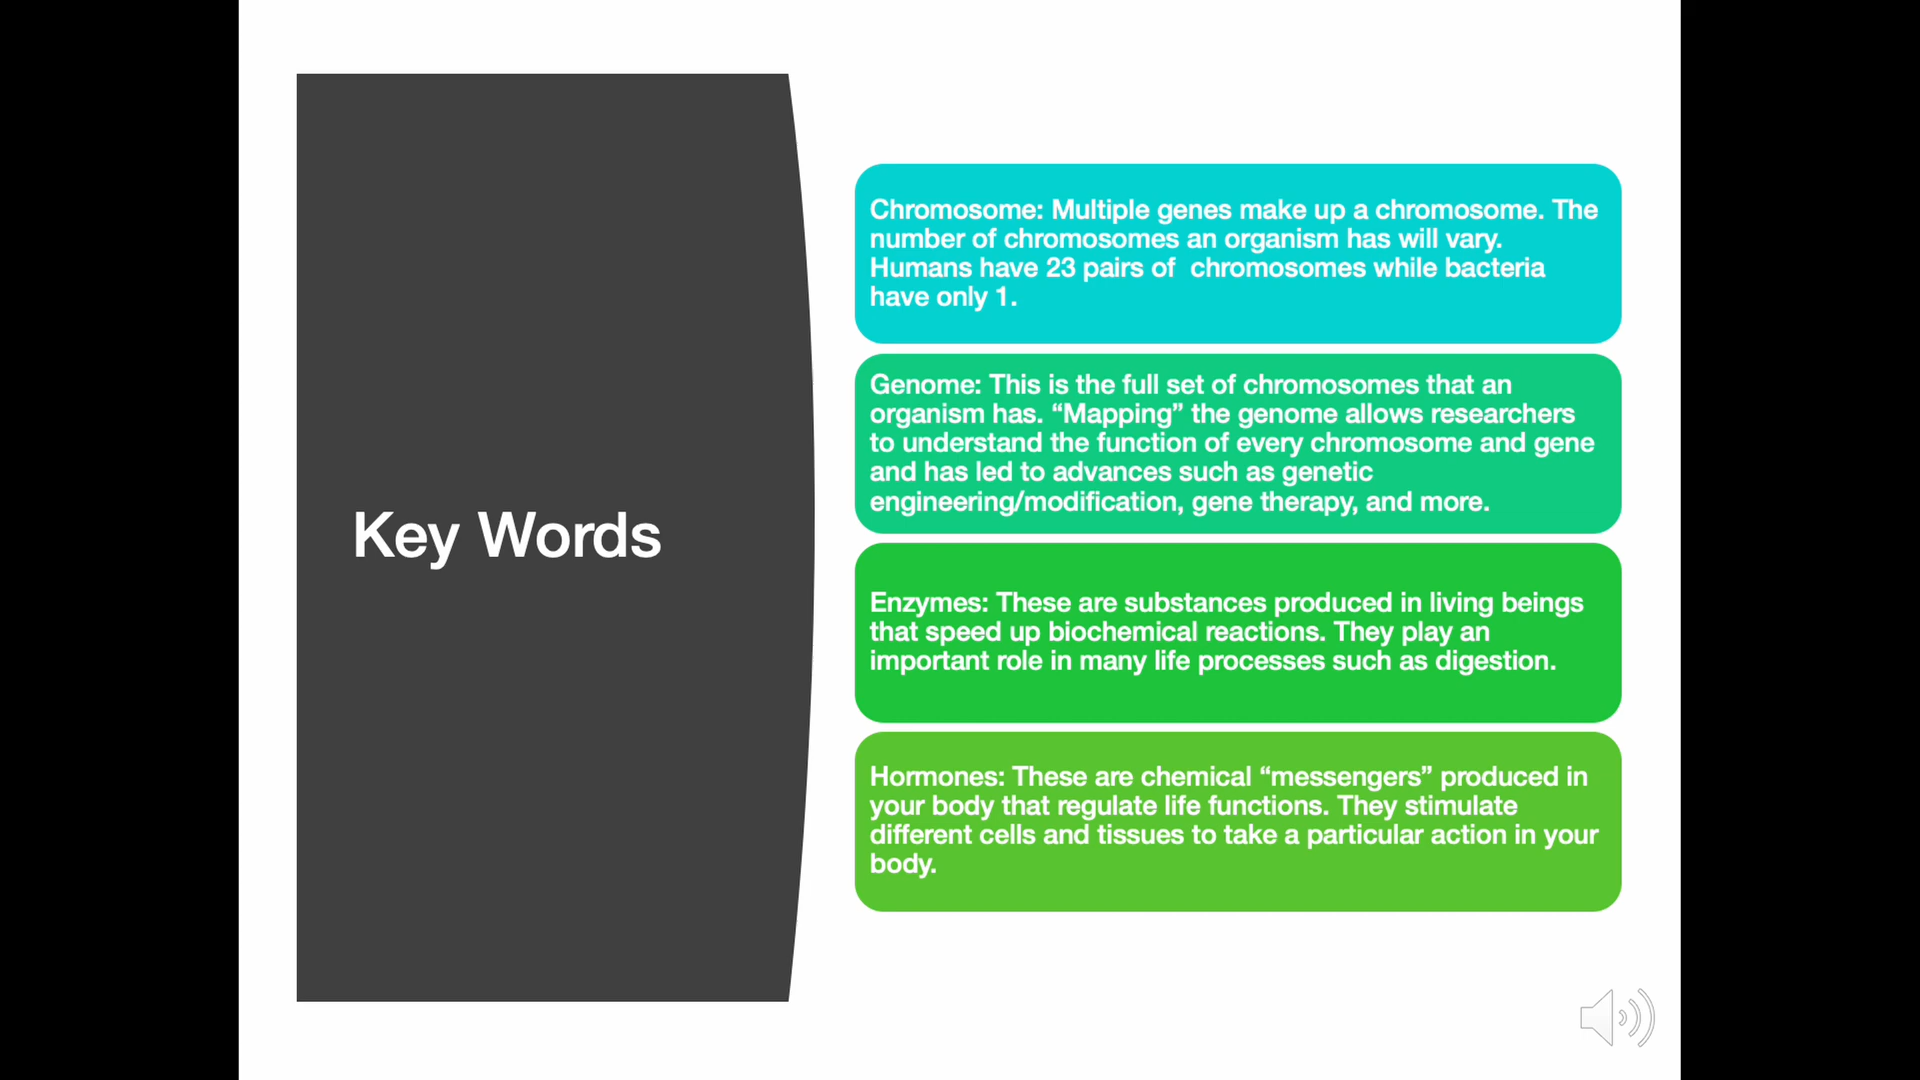 Key Words
Chromosome: Multiple genes make up a chromosome. The
number of chromosomes an organism has will vary.
Humans have 23 pairs of  chromosomes while bacteria
have only 1.
Genome: This is the full set of chromosomes that an
organism has. “Mapping” the genome allows researchers
to understand the function of every chromosome and gene
and has led to advances such as genetic
engineering/modification, gene therapy, and more.
Enzymes: These are substances produced in living beings
that speed up biochemical reactions. They play an
important role in many life processes such as digestion.
Hormones: These are chemical “messengers” produced in
your body that regulate life functions. They stimulate
different cells and tissues to take a particular action in your
body.